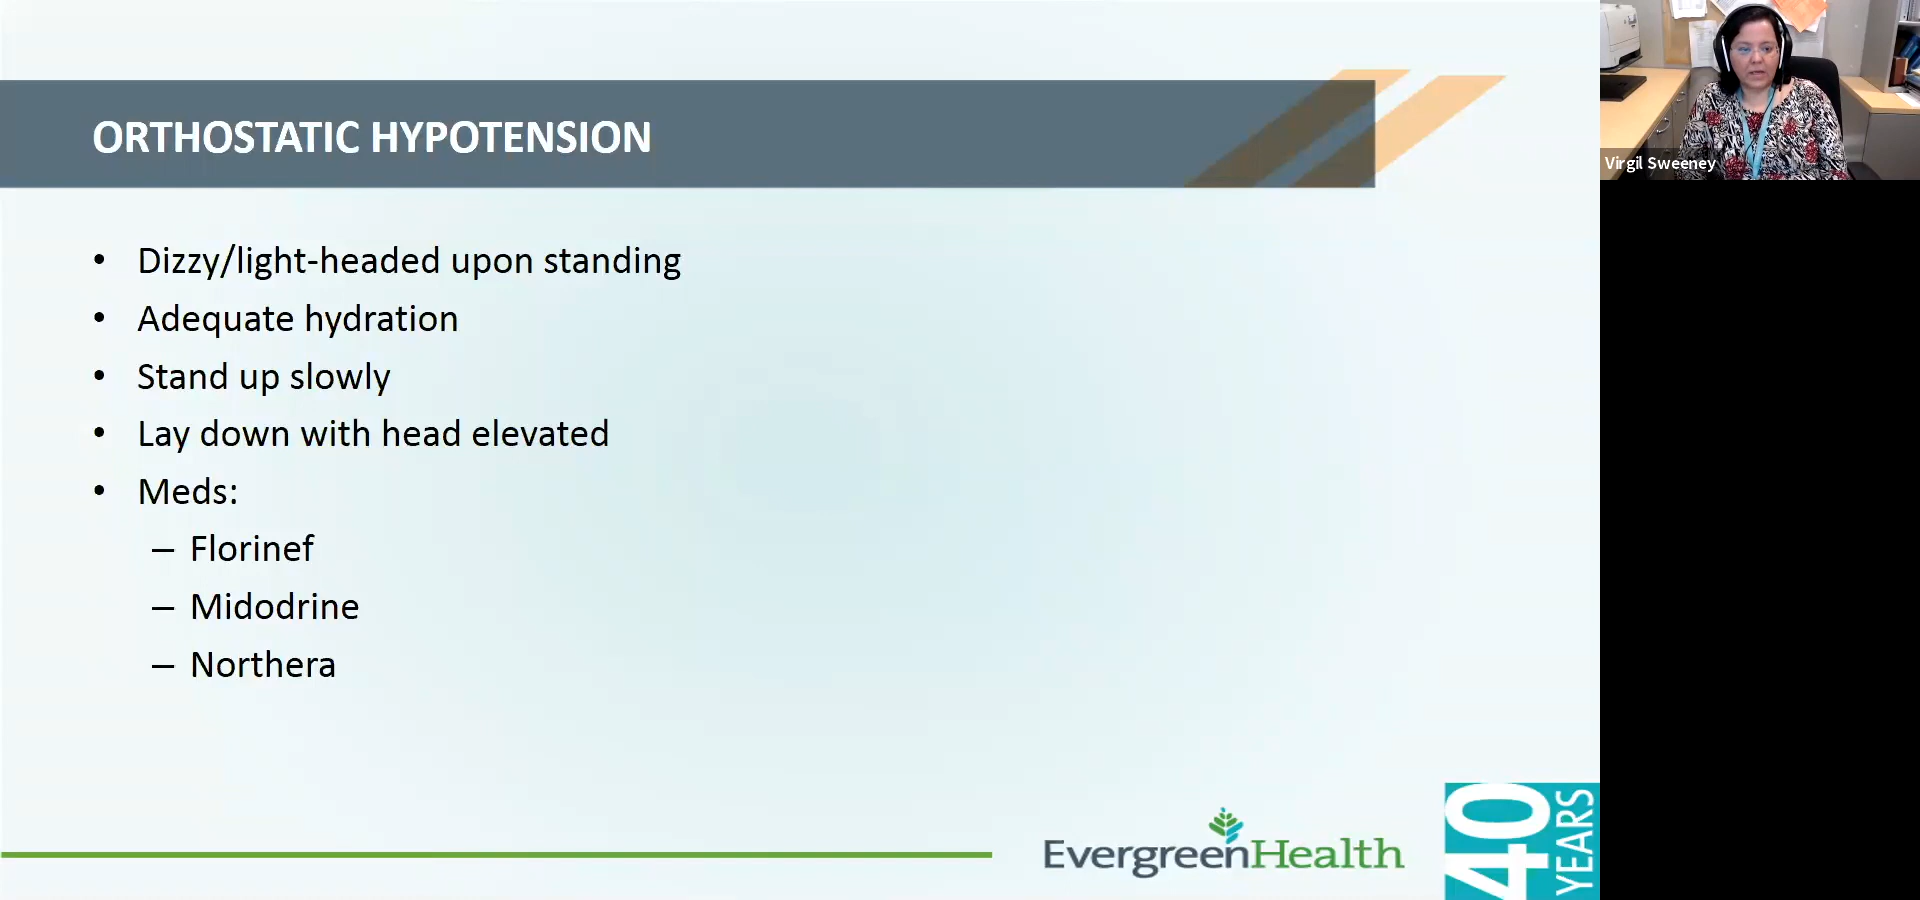 ORTHOSTATIC HYPOTENSION
• Dizzy/light-headed upon standing
• Adequate hydration
• Stand up slowly
• Lay down with head elevated
• Meds:
– Florinef
– Midodrine
– Northera
EvergreenHealth
40
YEARS
Virgil Sweeney